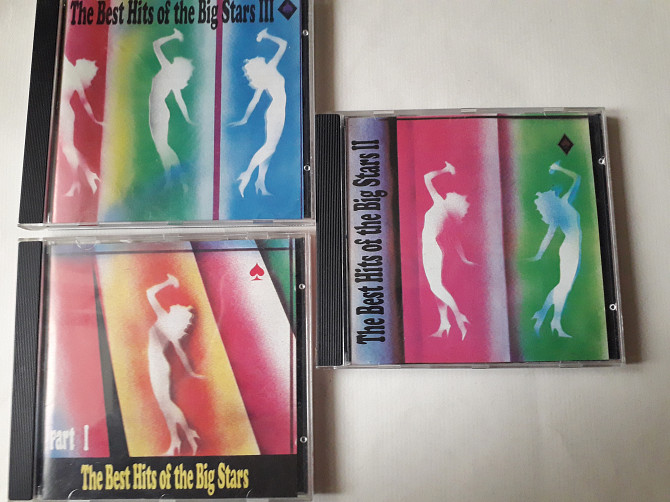 The Best Hits of the Big Stars III
The Best Hits of the Big Stars II
Part I
The Best Hits of the Big Stars